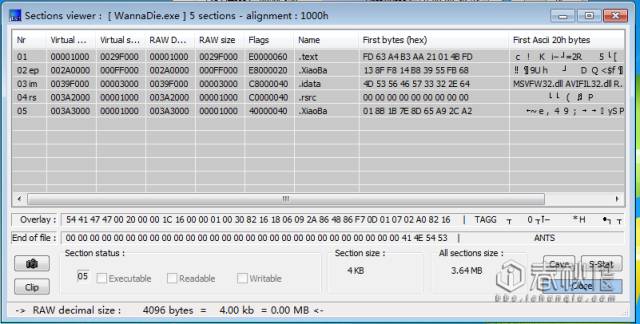 Sections viewer : [ WannaDie.exe ] 5 sections - alignment : 1000h
Nr Virtual ... Virtual s... RAW D... RAW size Flags Name First bytes (hex) First Ascii 20h bytes
01 00001000 0029F000 00001000 0029F000 E0000060 .text FD 63 A4 B3 AA 21 01 4B FD
02 ep 002A0000 000FF000 002A0000 000FF000 E8000020 .XiaoBa 13 8B F8 14 B8 39 55 FB 68
03 im 0039F000 00003000 0039F000 00003000 C8000040 .idata 4D 53 56 46 57 33 32 2E 64 MSVFW32.dll AVIFIL32.dll R.
04 rs 003A2000 00001000 003A2000 00001000 C0000040 .rsrc 00 00 00 00 00 00 00 00 00
05 003A3000 00001000 003A3000 00001000 40000040 .XiaoBa 01 8B 1B 7E 8D 65 A9 2C A2
Overlay : 54 41 47 47 00 20 00 00 1C 16 00 00 01 00 30 82 16 18 06 09 2A 86 48 86 F7 0D 01 07 02 A0 82 16 | TAGG
End of file : 00 00 00 00 00 00 00 00 00 00 00 00 00 00 00 00 00 00 00 00 00 00 00 00 00 00 00 00 41 4E 54 53 | ANTS
Section status : Section size : All sections size :
05 Executable Readable Writable 4 KB 3.64 MB
Cave S-Stat
Clip Close
-> RAW decimal size : 4096 bytes = 4.00 kb = 0.00 MB <-